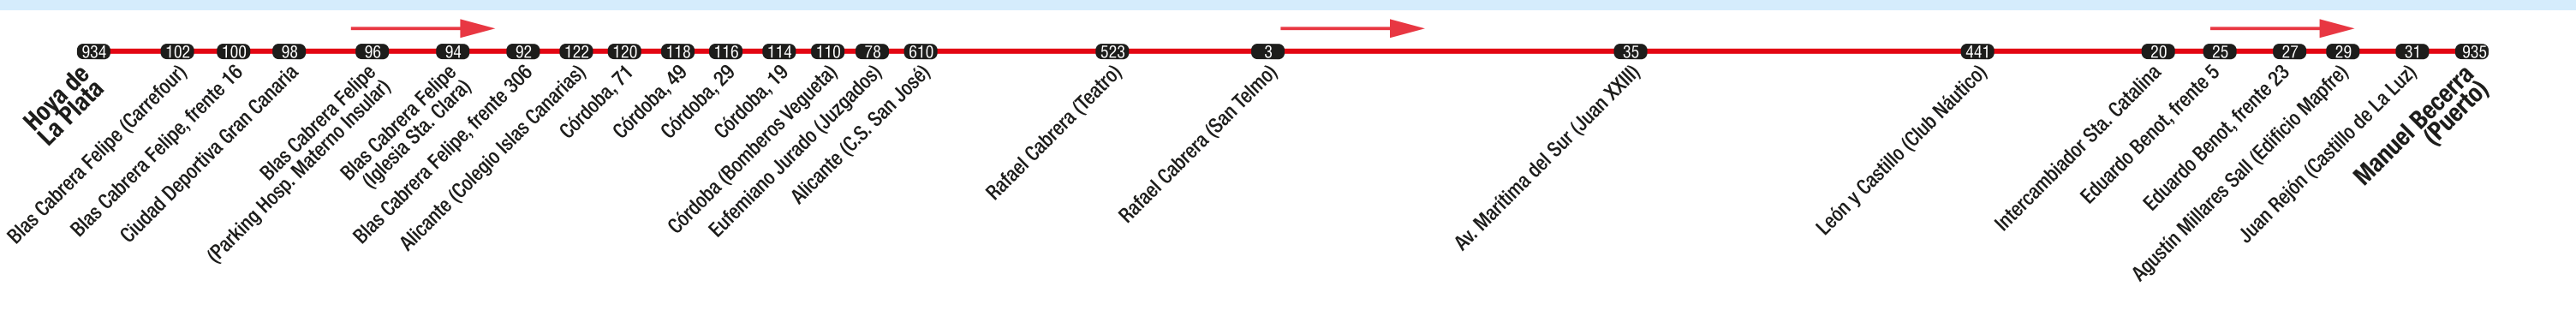 934
102
100
98
96
94
92
122
120
118
116
114
110
78
610
523
3
35
441
20
25
27
29
31
935
Hoya de
La Plata
Blas Cabrera Felipe (Carrefour)
Blas Cabrera Felipe, frente 16
Ciudad Deportiva Gran Canaria
Blas Cabrera Felipe
(Parking Hosp. Materno Insular)
Blas Cabrera Felipe
(Iglesia Sta. Clara)
Blas Cabrera Felipe, frente 306
Alicante (Colegio Islas Canarias)
Córdoba, 71
Córdoba, 49
Córdoba, 29
Córdoba, 19
Córdoba (Bomberos Vegueta)
Eufemiano Jurado (Juzgados)
Alicante (C.S. San José)
Rafael Cabrera (Teatro)
Rafael Cabrera (San Telmo)
Av. Marítima del Sur (Juan XXIII)
León y Castillo (Club Náutico)
Intercambiador Sta. Catalina
Eduardo Benot, frente 5
Eduardo Benot, frente 23
Agustín Millares Sall (Edificio Mapfre)
Juan Rejón (Castillo de La Luz)
Manuel Becerra
(Puerto)